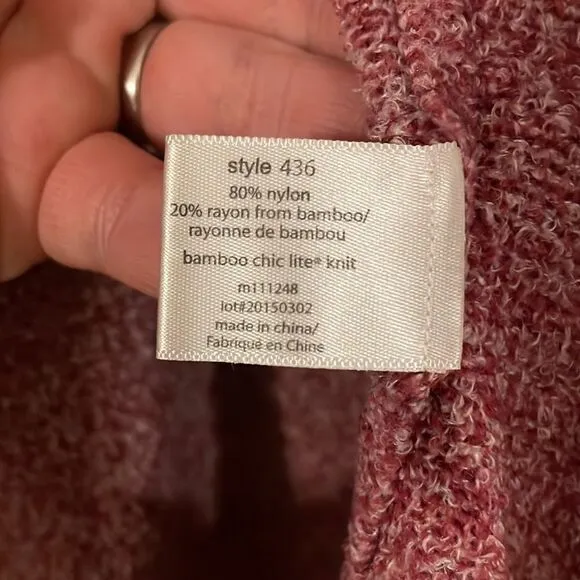 style 436
80% nylon
20% rayon from bamboo/
rayonne de bambou
bamboo chic lite® knit
m111248
lot#20150302
made in china/
Fabriqué en Chine